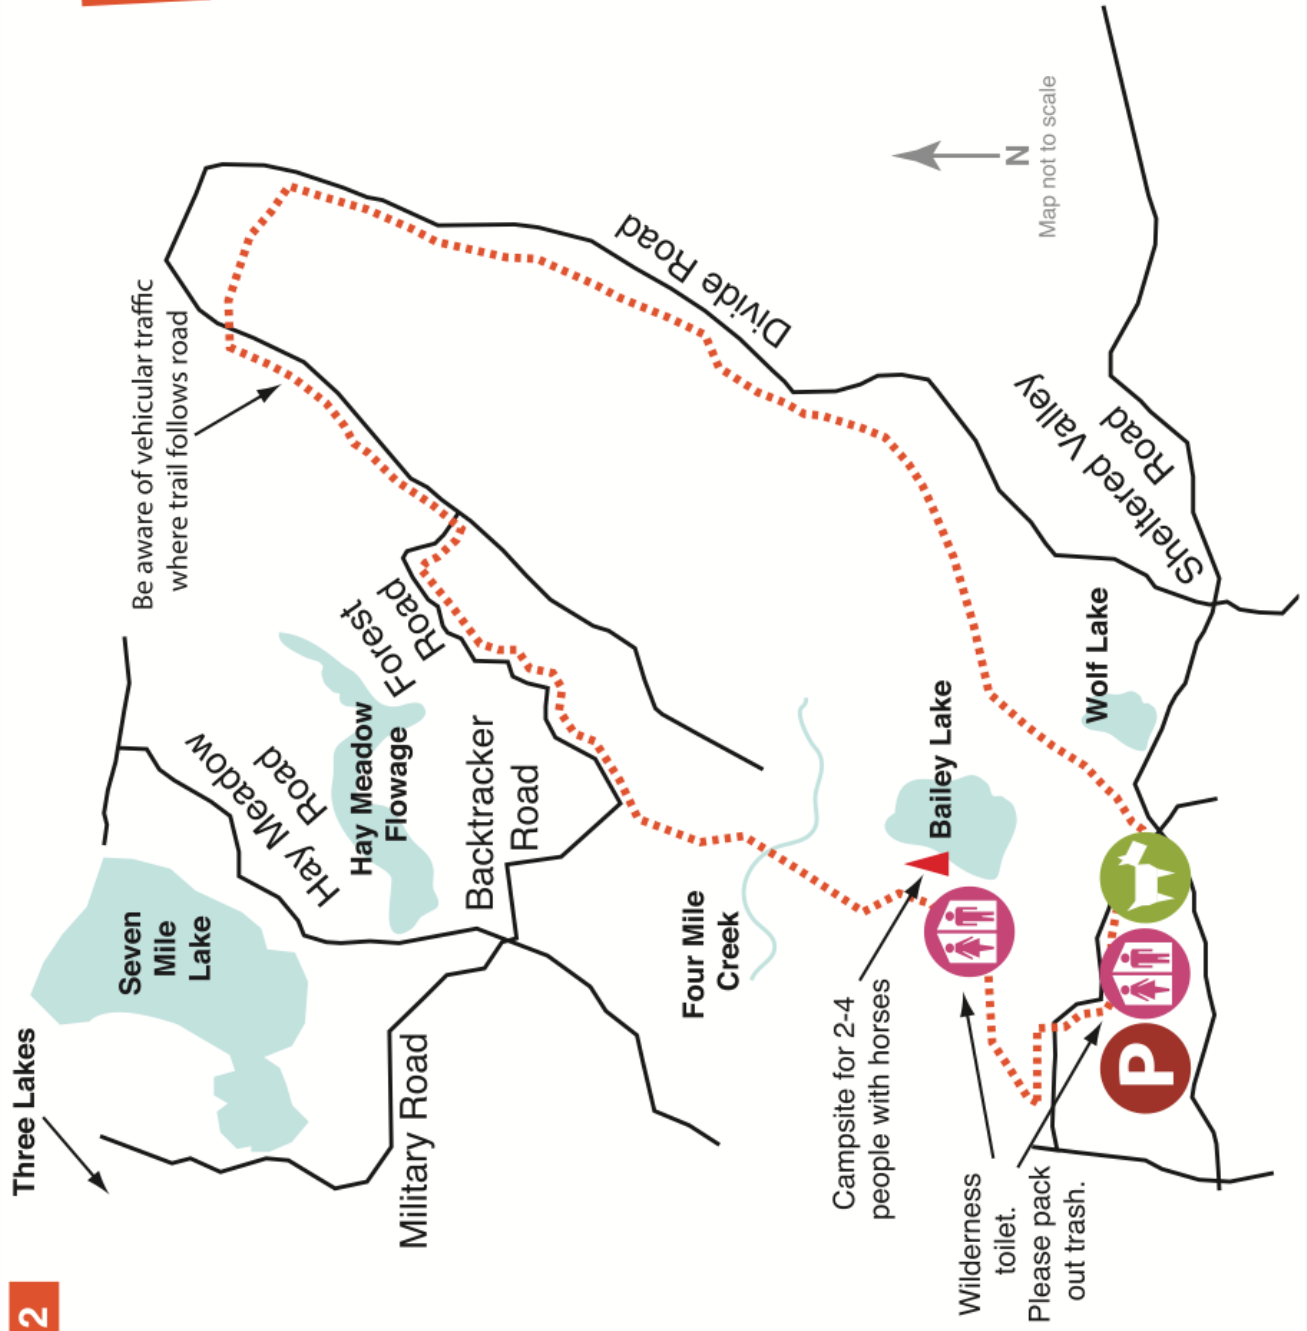 2
Three Lakes
Seven
Mile
Lake
Be aware of vehicular traffic
where trail follows road
Hay Meadow
Road
Hay Meadow
Flowage
Forest
Road
Military Road
Backtracker
Road
Divide Road
Four Mile
Creek
Campsite for 2-4
people with horses
Bailey Lake
N
Map not to scale
Sheltered Valley
Road
Wolf Lake
Wilderness
toilet.
Please pack
out trash.
P